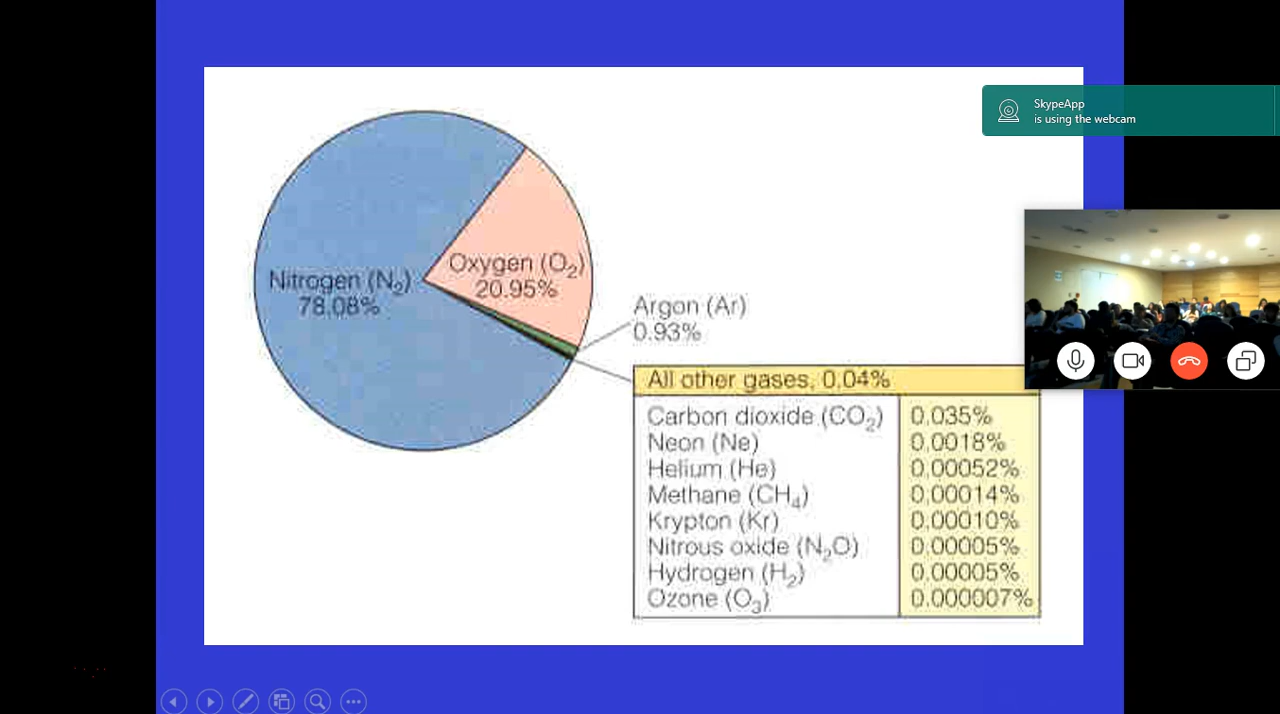 SkypeApp
is using the webcam
Nitrogen (N₂)
78.08%
Oxygen (O₂)
20.95%
Argon (Ar)
0.93%
All other gases, 0.04%
Carbon dioxide (CO₂) 0.035%
Neon (Ne) 0.0018%
Helium (He) 0.00052%
Methane (CH₄) 0.00014%
Krypton (Kr) 0.00010%
Nitrous oxide (N₂O) 0.00005%
Hydrogen (H₂) 0.00005%
Ozone (O₃) 0.000007%